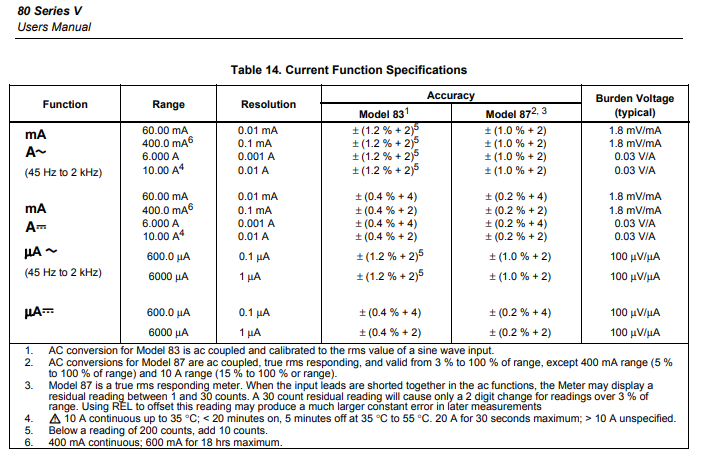 80 Series V
Users Manual
Table 14. Current Function Specifications
Function Range Resolution Accuracy Burden Voltage (typical)
Model 83¹ Model 87²˒ ³
mA A~ (45 Hz to 2 kHz)
60.00 mA 0.01 mA ± (1.2 % + 2)⁵ ± (1.0 % + 2) 1.8 mV/mA
400.0 mA⁶ 0.1 mA ± (1.2 % + 2)⁵ ± (1.0 % + 2) 1.8 mV/mA
6.000 A 0.001 A ± (1.2 % + 2)⁵ ± (1.0 % + 2) 0.03 V/A
10.00 A⁴ 0.01 A ± (1.2 % + 2)⁵ ± (1.0 % + 2) 0.03 V/A
mA A⎓
60.00 mA 0.01 mA ± (0.4 % + 4) ± (0.2 % + 4) 1.8 mV/mA
400.0 mA⁶ 0.1 mA ± (0.4 % + 2) ± (0.2 % + 2) 1.8 mV/mA
6.000 A 0.001 A ± (0.4 % + 4) ± (0.2 % + 4) 0.03 V/A
10.00 A⁴ 0.01 A ± (0.4 % + 2) ± (0.2 % + 2) 0.03 V/A
µA ~ (45 Hz to 2 kHz)
600.0 µA 0.1 µA ± (1.2 % + 2)⁵ ± (1.0 % + 2) 100 µV/µA
6000 µA 1 µA ± (1.2 % + 2)⁵ ± (1.0 % + 2) 100 µV/µA
µA⎓
600.0 µA 0.1 µA ± (0.4 % + 4) ± (0.2 % + 4) 100 µV/µA
6000 µA 1 µA ± (0.4 % + 2) ± (0.2 % + 2) 100 µV/µA
1. AC conversion for Model 83 is ac coupled and calibrated to the rms value of a sine wave input.
2. AC conversions for Model 87 are ac coupled, true rms responding, and valid from 3 % to 100 % of range, except 400 mA range (5 %
to 100 % of range) and 10 A range (15 % to 100 % or range).
3. Model 87 is a true rms responding meter. When the input leads are shorted together in the ac functions, the Meter may display a
residual reading between 1 and 30 counts. A 30 count residual reading will cause only a 2 digit change for readings over 3 % of
range. Using REL to offset this reading may produce a much larger constant error in later measurements
4. ⚠ 10 A continuous up to 35 °C; < 20 minutes on, 5 minutes off at 35 °C to 55 °C. 20 A for 30 seconds maximum; > 10 A unspecified.
5. Below a reading of 200 counts, add 10 counts.
6. 400 mA continuous; 600 mA for 18 hrs maximum.